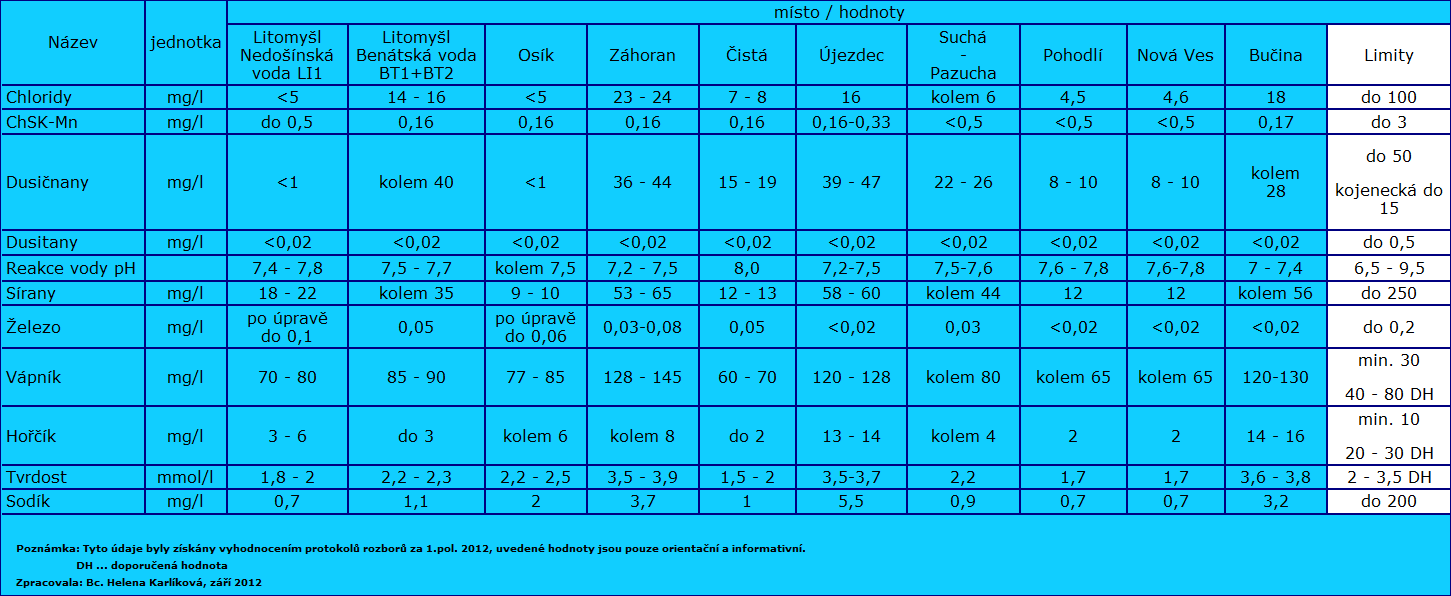 místo / hodnoty
Název jednotka Litomyšl Nedošínská voda LI1 Litomyšl Benátská voda BT1+BT2 Osík Záhoran Čistá Újezdec Suchá - Pazucha Pohodlí Nová Ves Bučina Limity
Chloridy mg/l <5 14 - 16 <5 23 - 24 7 - 8 16 kolem 6 4,5 4,6 18 do 100
ChSK-Mn mg/l do 0,5 0,16 0,16 0,16 0,16 0,16-0,33 <0,5 <0,5 <0,5 0,17 do 3
Dusičnany mg/l <1 kolem 40 <1 36 - 44 15 - 19 39 - 47 22 - 26 8 - 10 8 - 10 kolem 28 do 50 kojenecká do 15
Dusitany mg/l <0,02 <0,02 <0,02 <0,02 <0,02 <0,02 <0,02 <0,02 <0,02 <0,02 do 0,5
Reakce vody pH 7,4 - 7,8 7,5 - 7,7 kolem 7,5 7,2 - 7,5 8,0 7,2-7,5 7,5-7,6 7,6 - 7,8 7,6-7,8 7 - 7,4 6,5 - 9,5
Sírany mg/l 18 - 22 kolem 35 9 - 10 53 - 65 12 - 13 58 - 60 kolem 44 12 12 kolem 56 do 250
Železo mg/l po úpravě do 0,1 0,05 po úpravě do 0,06 0,03-0,08 0,05 <0,02 0,03 <0,02 <0,02 <0,02 do 0,2
Vápník mg/l 70 - 80 85 - 90 77 - 85 128 - 145 60 - 70 120 - 128 kolem 80 kolem 65 kolem 65 120-130 min. 30 40 - 80 DH
Hořčík mg/l 3 - 6 do 3 kolem 6 kolem 8 do 2 13 - 14 kolem 4 2 2 14 - 16 min. 10 20 - 30 DH
Tvrdost mmol/l 1,8 - 2 2,2 - 2,3 2,2 - 2,5 3,5 - 3,9 1,5 - 2 3,5-3,7 2,2 1,7 1,7 3,6 - 3,8 2 - 3,5 DH
Sodík mg/l 0,7 1,1 2 3,7 1 5,5 0,9 0,7 0,7 3,2 do 200
Poznámka: Tyto údaje byly získány vyhodnocením protokolů rozborů za 1.pol. 2012, uvedené hodnoty jsou pouze orientační a informativní.
DH ... doporučená hodnota
Zpracovala: Bc. Helena Karlíková, září 2012